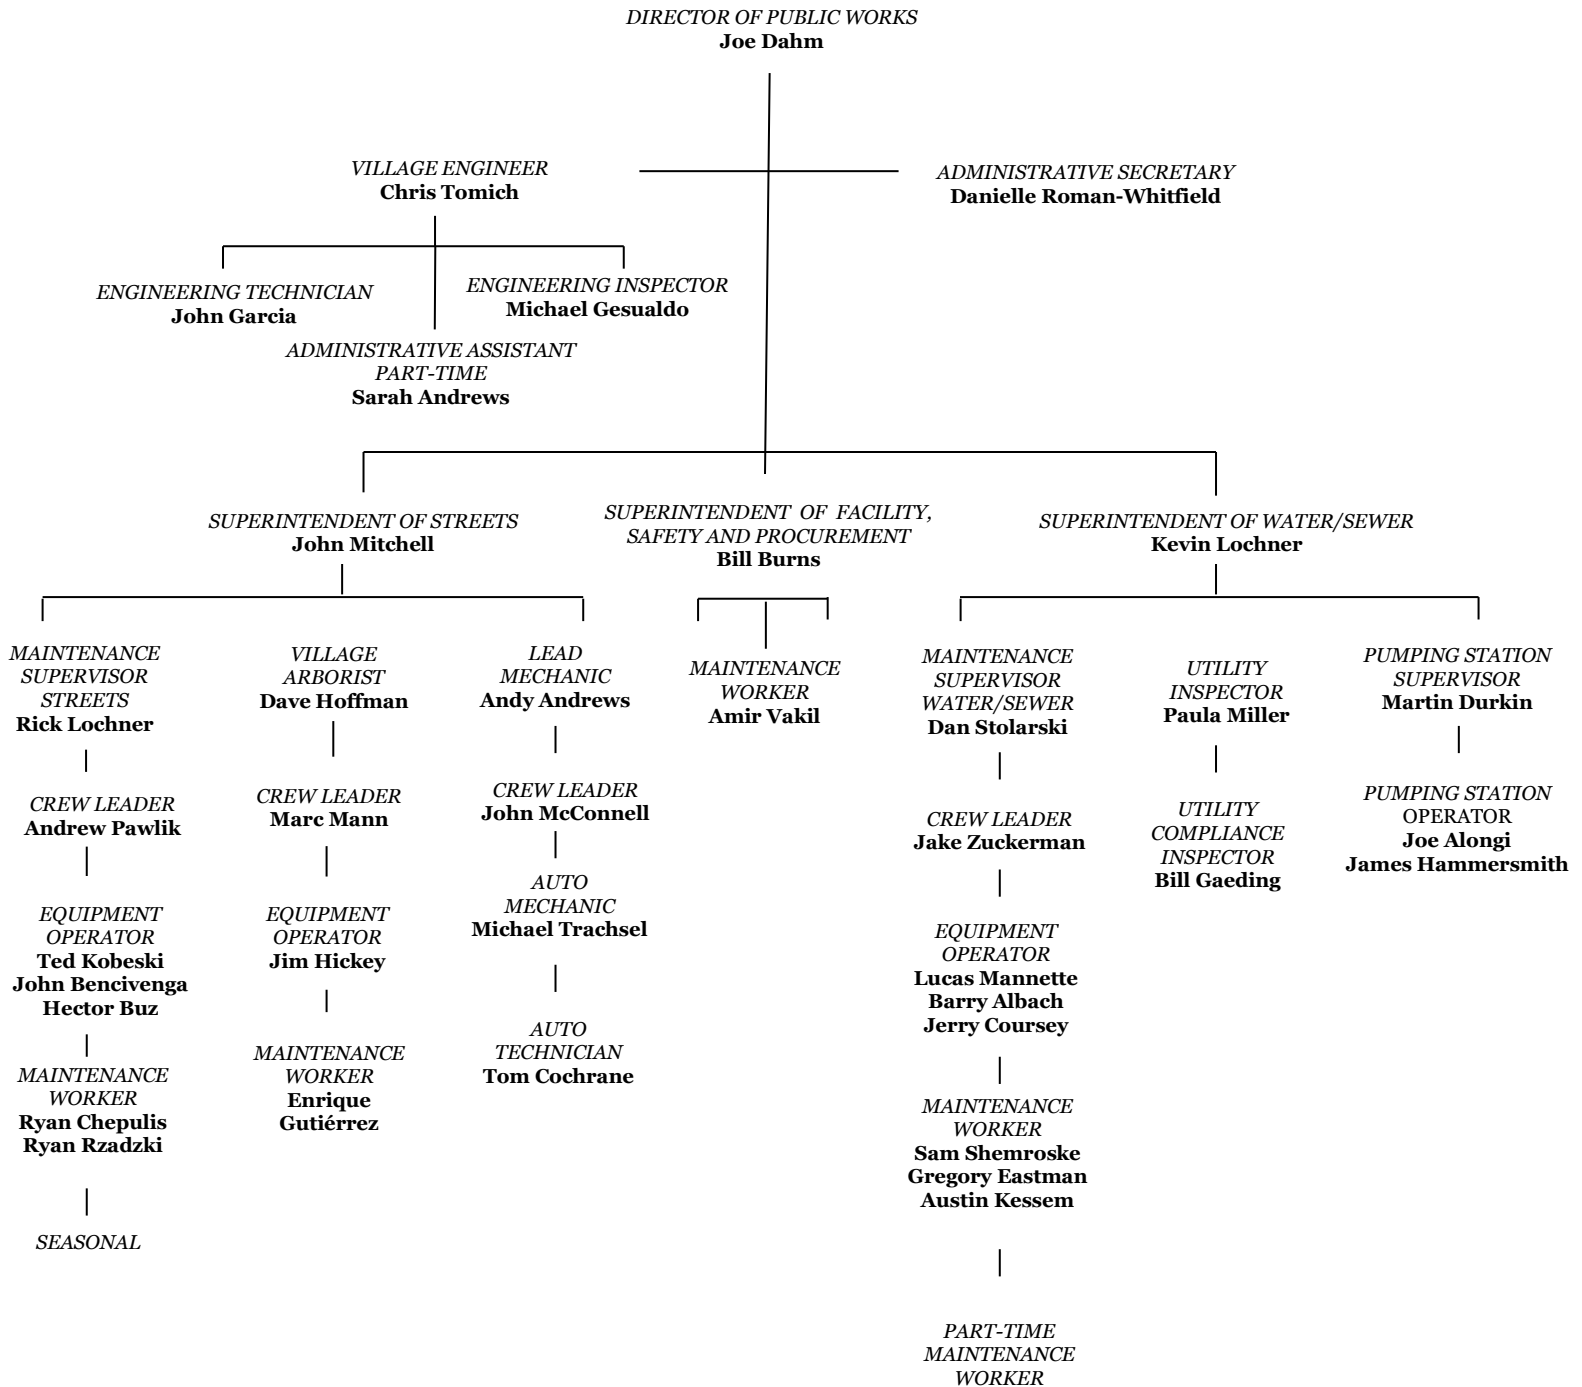 DIRECTOR OF PUBLIC WORKS
Joe Dahm
VILLAGE ENGINEER
Chris Tomich
ADMINISTRATIVE SECRETARY
Danielle Roman-Whitfield
ENGINEERING TECHNICIAN
John Garcia
ENGINEERING INSPECTOR
Michael Gesualdo
ADMINISTRATIVE ASSISTANT
PART-TIME
Sarah Andrews
SUPERINTENDENT OF STREETS
John Mitchell
SUPERINTENDENT OF FACILITY,
SAFETY AND PROCUREMENT
Bill Burns
SUPERINTENDENT OF WATER/SEWER
Kevin Lochner
MAINTENANCE
SUPERVISOR
STREETS
Rick Lochner
CREW LEADER
Andrew Pawlik
EQUIPMENT
OPERATOR
Ted Kobeski
John Bencivenga
Hector Buz
MAINTENANCE
WORKER
Ryan Chepulis
Ryan Rzadzki
SEASONAL
VILLAGE
ARBORIST
Dave Hoffman
CREW LEADER
Marc Mann
EQUIPMENT
OPERATOR
Jim Hickey
MAINTENANCE
WORKER
Enrique
Gutiérrez
LEAD
MECHANIC
Andy Andrews
CREW LEADER
John McConnell
AUTO
MECHANIC
Michael Trachsel
AUTO
TECHNICIAN
Tom Cochrane
MAINTENANCE
WORKER
Amir Vakil
MAINTENANCE
SUPERVISOR
WATER/SEWER
Dan Stolarski
CREW LEADER
Jake Zuckerman
EQUIPMENT
OPERATOR
Lucas Mannette
Barry Albach
Jerry Coursey
MAINTENANCE
WORKER
Sam Shemroske
Gregory Eastman
Austin Kessem
PART-TIME
MAINTENANCE
WORKER
UTILITY
INSPECTOR
Paula Miller
UTILITY
COMPLIANCE
INSPECTOR
Bill Gaeding
PUMPING STATION
SUPERVISOR
Martin Durkin
PUMPING STATION
OPERATOR
Joe Alongi
James Hammersmith